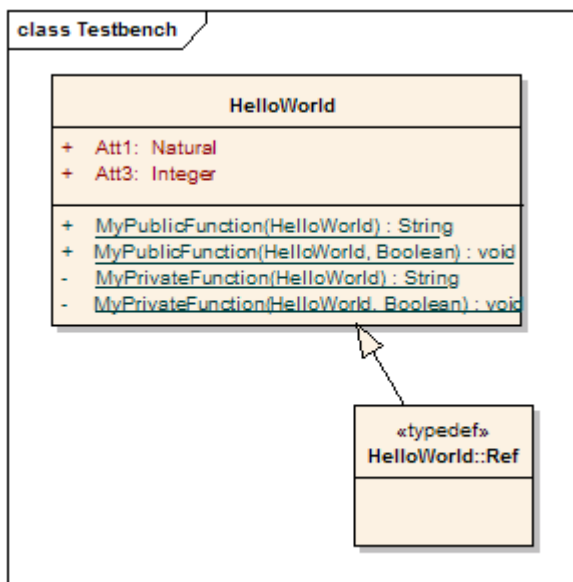 class Testbench
HelloWorld
+ Att1: Natural
+ Att3: Integer
+ MyPublicFunction(HelloWorld) : String
+ MyPublicFunction(HelloWorld, Boolean) : void
- MyPrivateFunction(HelloWorld) : String
- MyPrivateFunction(HelloWorld, Boolean) : void
«typedef»
HelloWorld::Ref